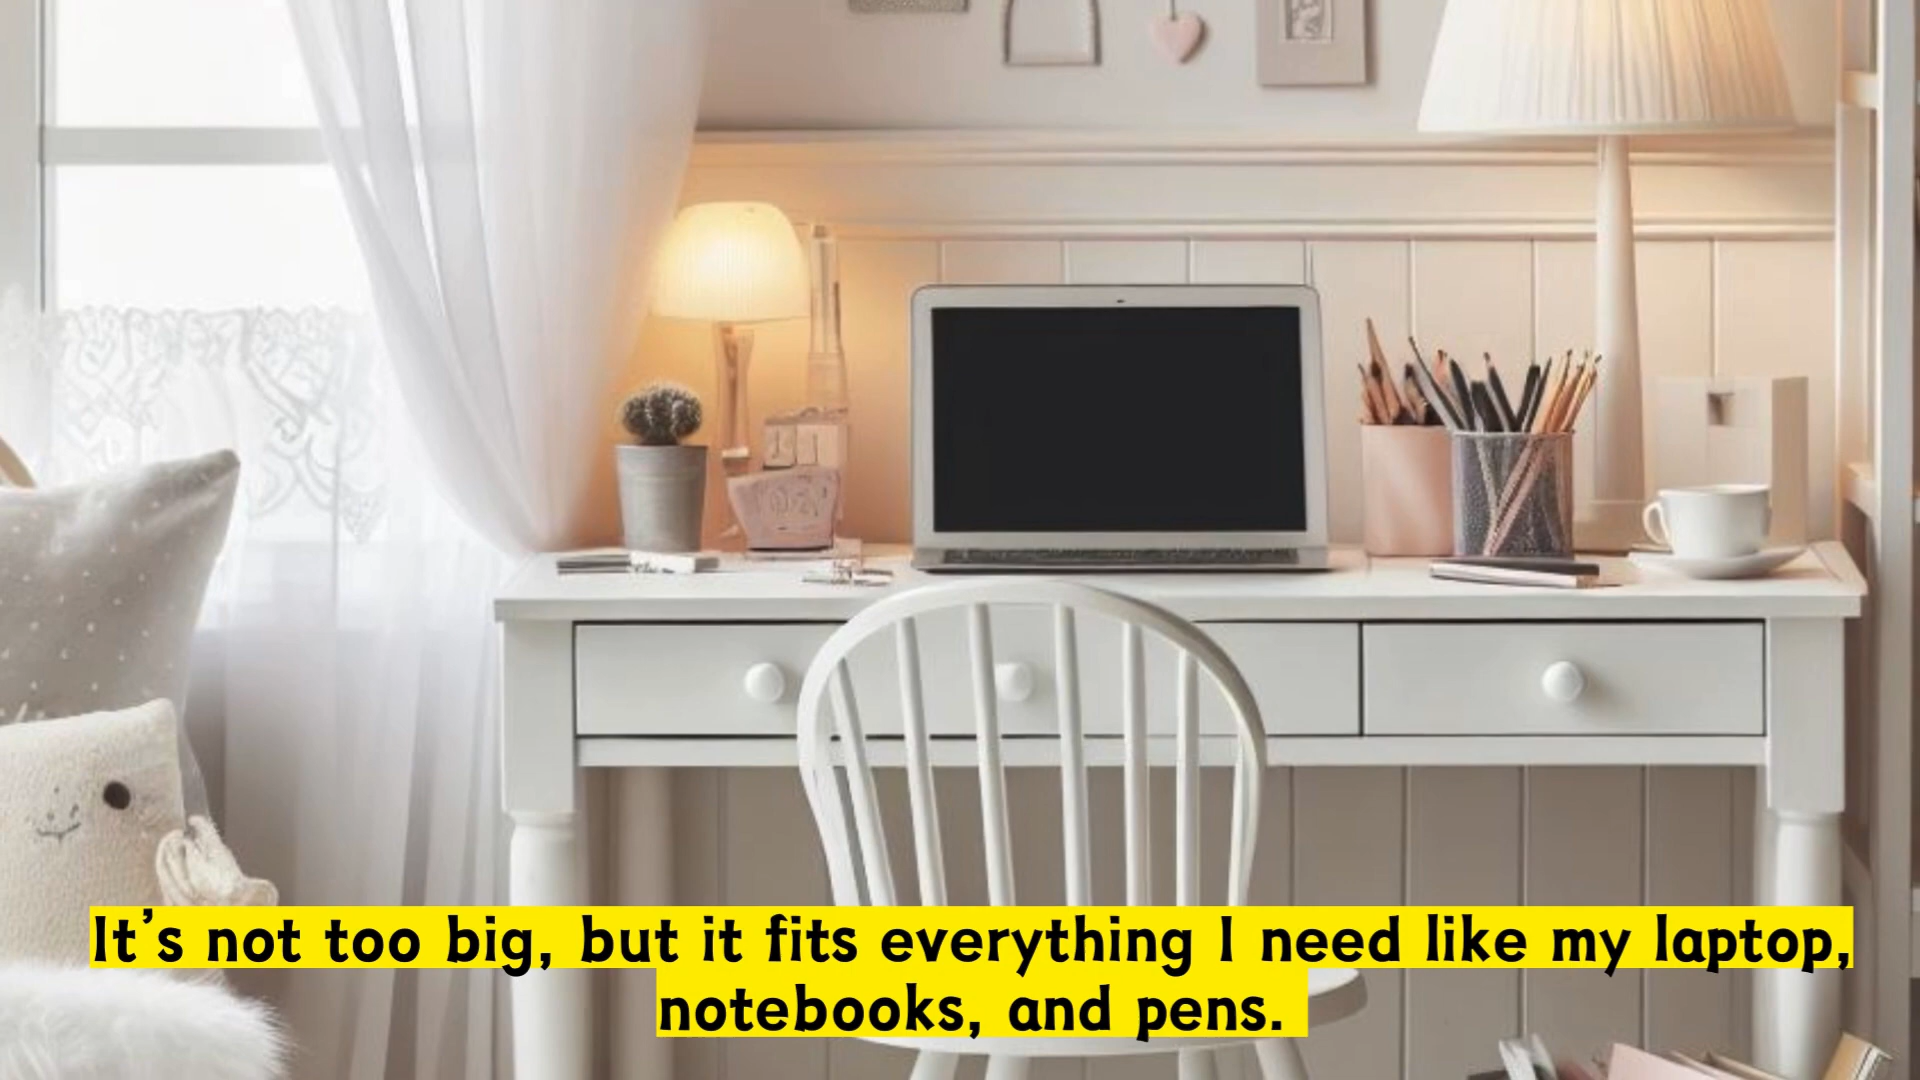 It's not too big, but it fits everything I need like my laptop,
notebooks, and pens.